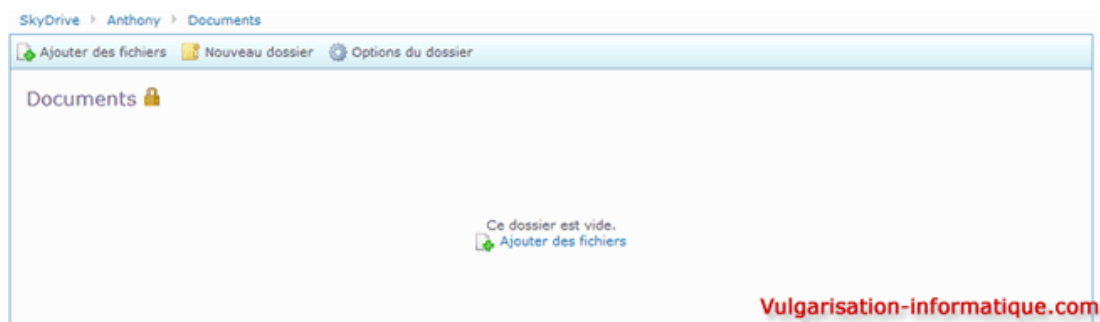 SkyDrive Anthony Documents
Ajouter des fichiers Nouveau dossier Options du dossier
Documents
Ce dossier est vide.
Ajouter des fichiers
Vulgarisation-informatique.com